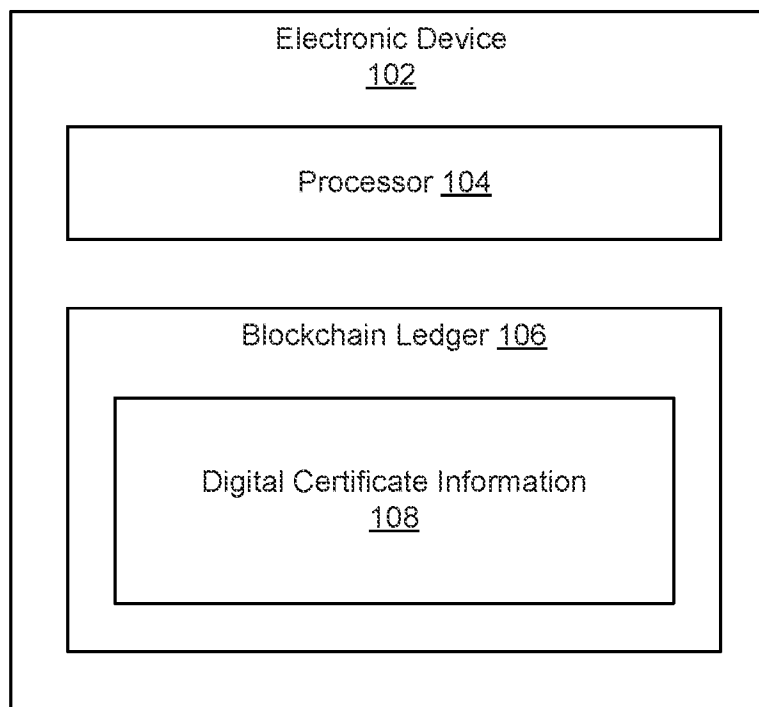 Electronic Device
102
Processor 104
Blockchain Ledger 106
Digital Certificate Information
108